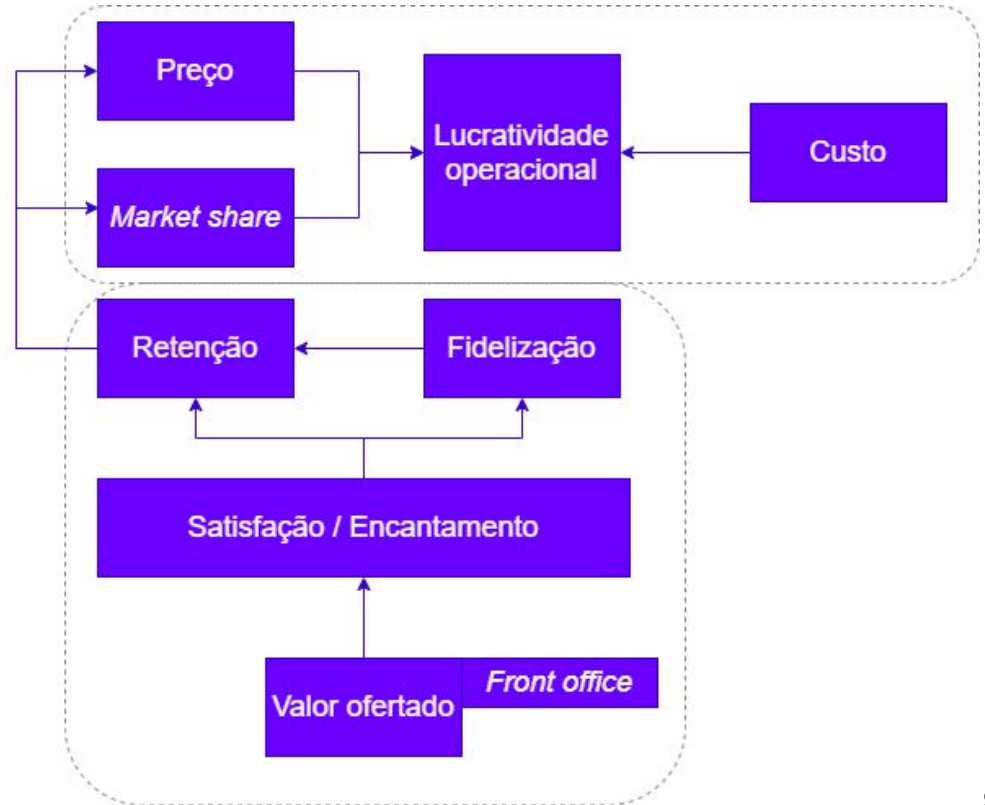 Preço
Lucratividade
operacional
Custo
Market share
Retenção
Fidelização
Satisfação / Encantamento
Front office
Valor ofertado